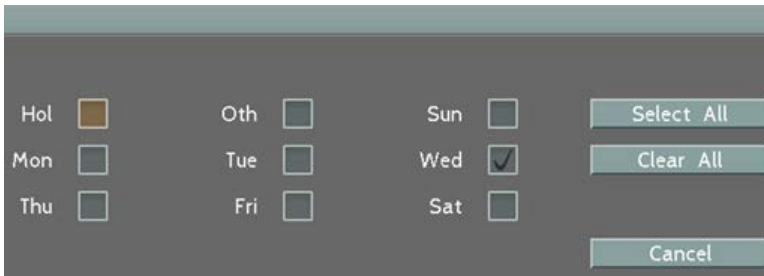 Hol Oth Sun Select All
Mon Tue Wed Clear All
Thu Fri Sat
Cancel